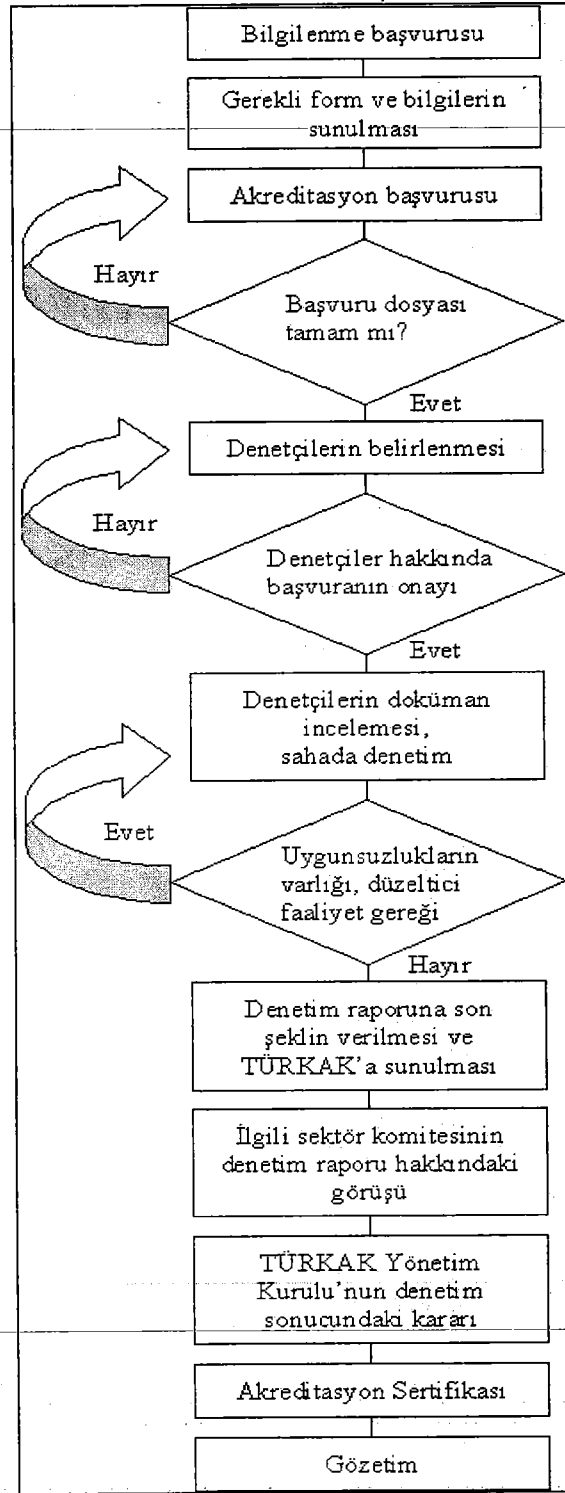 Bilgilenme başvurusu
Gerekli form ve bilgilerin
sunulması
Akreditasyon başvurusu
Hayır
Başvuru dosyası
tamam mı?
Evet
Denetçilerin belirlenmesi
Hayır
Denetçiler hakkında
başvuranın onayı
Evet
Denetçilerin doküman
incelemesi,
sahada denetim
Evet
Uygunsuzlukların
varlığı, düzeltici
faaliyet gereği
Hayır
Denetim raporuna son
şeklin verilmesi ve
TÜRKAK'a sunulması
İlgili sektör komitesinin
denetim raporu hakkındaki
görüşü
TÜRKAK Yönetim
Kurulu'nun denetim
sonucundaki kararı
Akreditasyon Sertifikası
Gözetim